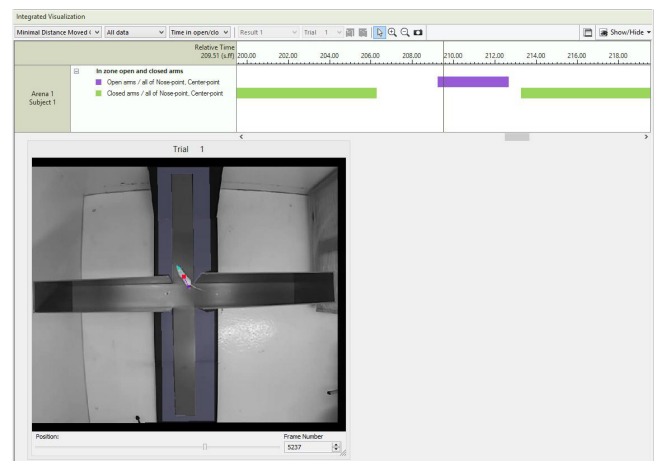 Integrated Visualization
Minimal Distance Moved ( All data Time in open/clo Result 1 Trial 1 Show/Hide
Relative Time
209.51 (s.ff) 200.00 202.00 204.00 206.00 208.00 210.00 212.00 214.00 216.00 218.00
In zone open and closed arms
Open arms / all of Nose-point, Center-point
Closed arms / all of Nose-point, Center-point
Arena 1
Subject 1
Trial 1
Position: Frame Number
5237